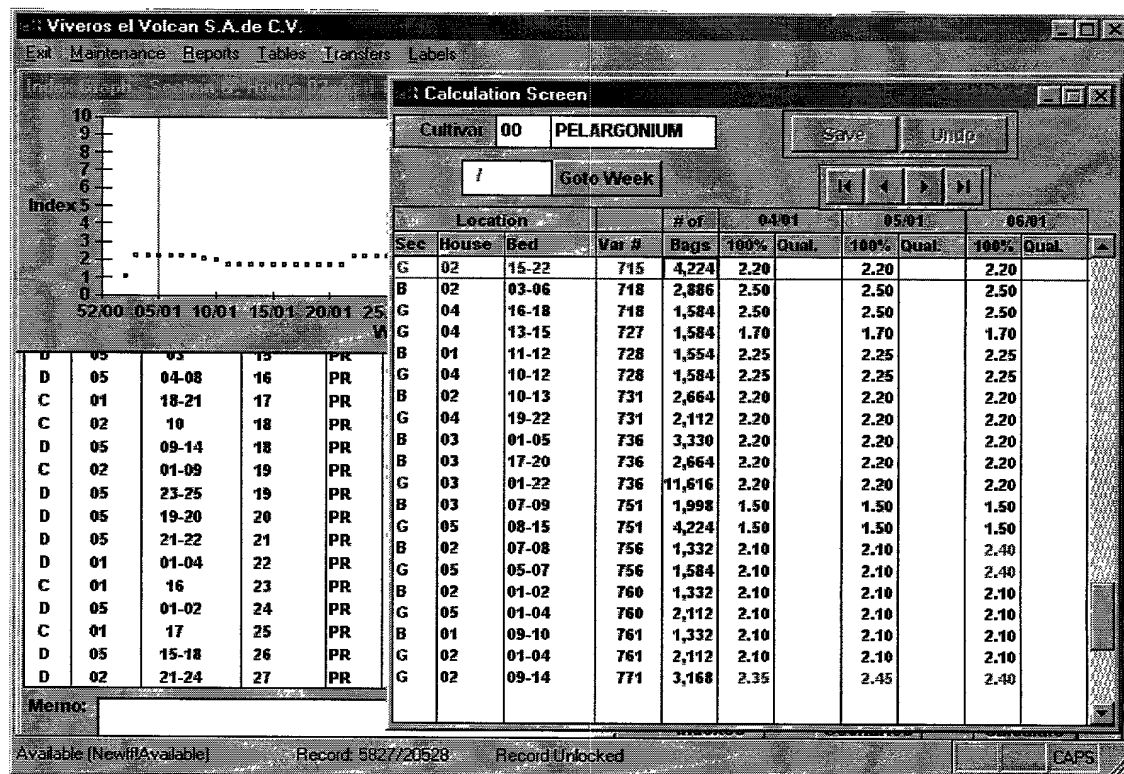 Viveros el Volcan S.A.de C.V.
Exit Maintenance Reports Tables Transfers Labels
10
9
8
7
6
Index 5
4
3
2
1
0
52/00 05/01 10/01 15/01 20/01 25
W
D 05 03 15 PR
D 05 04-08 16 PR
C 01 18-21 17 PR
C 02 10 18 PR
D 05 09-14 18 PR
C 02 01-09 19 PR
D 05 23-25 19 PR
D 05 19-20 20 PR
D 05 21-22 21 PR
D 01 01-04 22 PR
C 01 16 23 PR
D 05 01-02 24 PR
C 01 17 25 PR
D 05 15-18 26 PR
D 02 21-24 27 PR
Memo:
Calculation Screen
Cultivar 00 PELARGONIUM Save Undo
/ Goto Week
Location # of 04/01 05/01 06/01
Sec House Bed Var # Bags 100% Qual. 100% Qual. 100% Qual.
G 02 15-22 715 4,224 2.20 2.20 2.20
B 02 03-06 718 2,886 2.50 2.50 2.50
G 04 16-18 718 1,584 2.50 2.50 2.50
G 04 13-15 727 1,584 1.70 1.70 1.70
B 01 11-12 728 1,554 2.25 2.25 2.25
G 04 10-12 728 1,584 2.25 2.25 2.25
B 02 10-13 731 2,664 2.20 2.20 2.20
G 04 19-22 731 2,112 2.20 2.20 2.20
B 03 01-05 736 3,330 2.20 2.20 2.20
B 03 17-20 736 2,664 2.20 2.20 2.20
G 03 01-22 736 11,616 2.20 2.20 2.20
B 03 07-09 751 1,998 1.50 1.50 1.50
G 05 08-15 751 4,224 1.50 1.50 1.50
B 02 07-08 756 1,332 2.10 2.10 2.40
G 05 05-07 756 1,584 2.10 2.10 2.40
B 02 01-02 760 1,332 2.10 2.10 2.10
G 05 01-04 760 2,112 2.10 2.10 2.10
B 01 09-10 761 1,332 2.10 2.10 2.10
G 02 01-04 761 2,112 2.10 2.10 2.10
G 02 09-14 771 3,168 2.35 2.45 2.40
Available (Newffl!Available) Record: 5827/20528 Record Unlocked CAPS